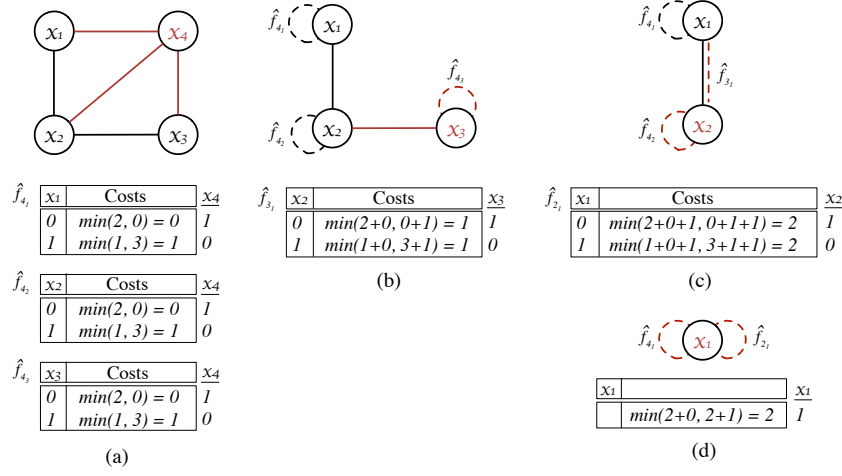 x₁ x₄
x₂ x₃
f̂₄₁ x₁ Costs x₄
0 min(2, 0) = 0 1
1 min(1, 3) = 1 0
f̂₄₂ x₂ Costs x₄
0 min(2, 0) = 0 1
1 min(1, 3) = 1 0
f̂₄₃ x₃ Costs x₄
0 min(2, 0) = 0 1
1 min(1, 3) = 1 0
(a)
f̂₄₁ x₁
f̂₄₃
f̂₄₂ x₂ x₃
f̂₃₁ x₂ Costs x₃
0 min(2+0, 0+1) = 1 1
1 min(1+0, 3+1) = 1 0
(b)
f̂₄₁ x₁
f̂₃₁
f̂₄₂ x₂
f̂₂₁ x₁ Costs x₂
0 min(2+0+1, 0+1+1) = 2 1
1 min(1+0+1, 3+1+1) = 2 0
(c)
f̂₄₁ x₁ f̂₂₁
x₁ x₁
min(2+0, 2+1) = 2 1
(d)